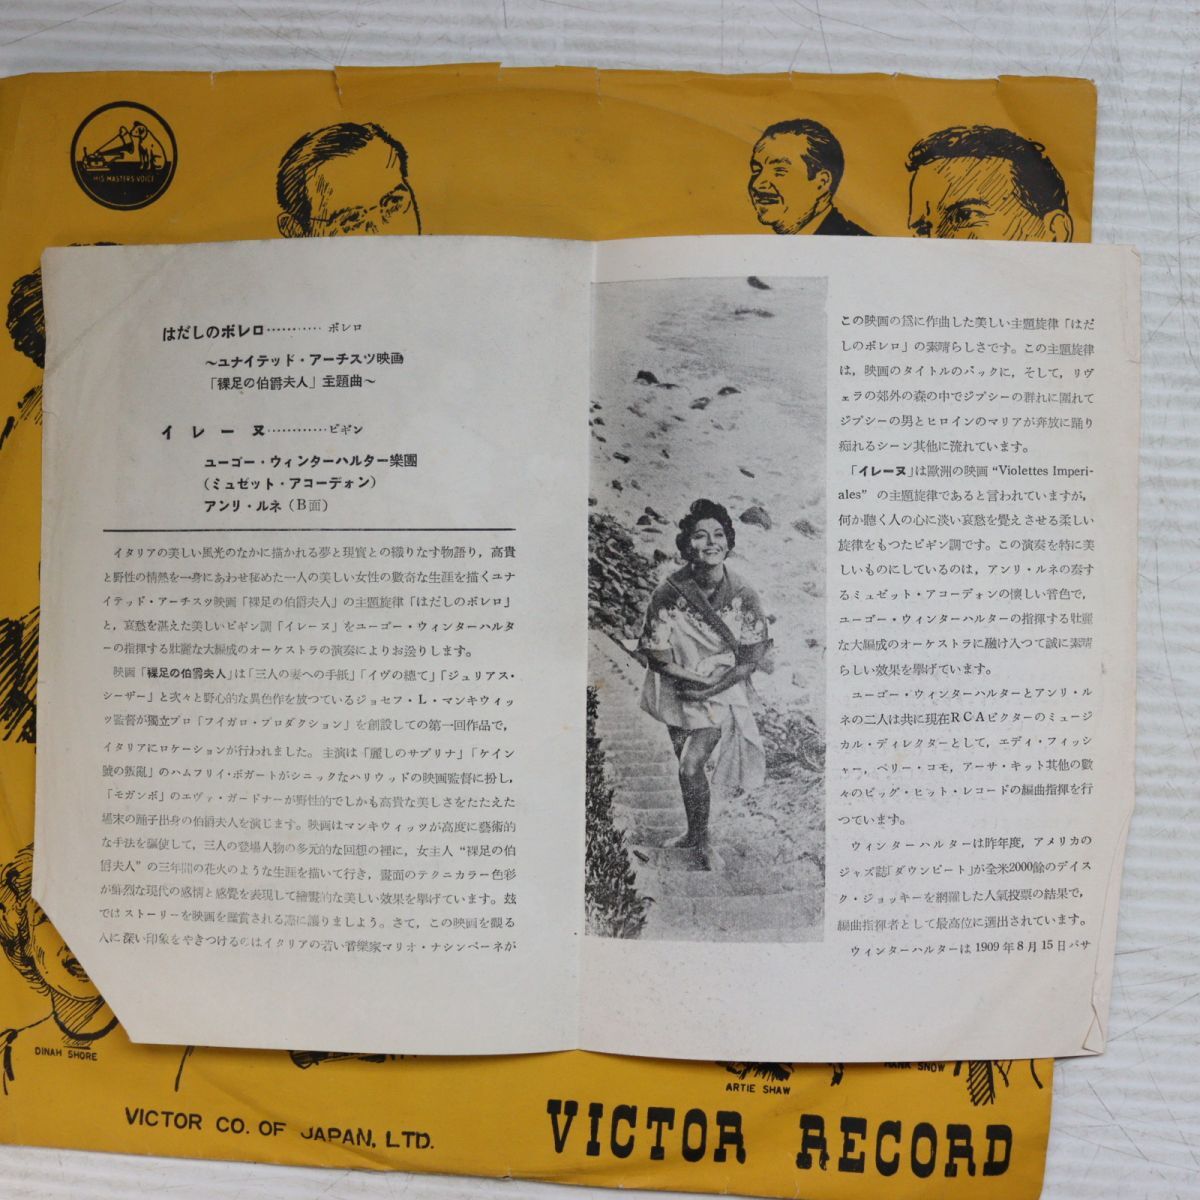 HIS MASTERS VOICE
はだしのボレロ………… ボレロ
～ユナイテッド・アーチスツ映画
「裸足の伯爵夫人」主題曲～
イレーヌ…………ビギン
ユーゴー・ウィンターハルター樂團
(ミュゼット・アコーデォン)
アンリ・ルネ (B面)
イタリアの美しい風光のなかに描かれる夢と現實との織りなす物語り，高貴
と野性の情熱を一身にあわせ秘めた一人の美しい女性の數奇な生涯を描くユナ
イテッド・アーチスツ映画「裸足の伯爵夫人」の主題旋律「はだしのボレロ」
と，哀愁を湛えた美しいビギン調「イレーヌ」をユーゴー・ウィンターハルタ
ーの指揮する壯麗な大編成のオーケストラの演奏によりお送りします。
映画「裸足の伯爵夫人」は「三人の妻への手紙」「イヴの總て」「ジュリアス・
シーザー」と次々と野心的な異色作を放つているジョセフ・L・マンキウィッ
ツ監督が獨立プロ「フイガロ・プロダクション」を創設しての第一回作品で，
イタリアにロケーションが行われました。主演は「麗しのサブリナ」「ケイン
號の叛亂」のハムフリイ・ボガートがシニックなハリウッドの映画監督に扮し，
「モガンボ」のエヴァ・ガードナーが野性的でしかも高貴な美しさをたたえた
場末の踊子出身の伯爵夫人を演じます。映画はマンキウィッツが高度に藝術的
な手法を驅使して，三人の登場人物の多元的な回想の裡に，女主人“裸足の伯
爵夫人”の三年間の花火のような生涯を描いて行き，畫面のテクニカラー色彩
が鮮烈な現代の感情と感覺を表現して繪畫的な美しい效果を擧げています。玆
ではストーリーを映画を鑑賞される際に讓りましよう。さて，この映画を觀る
人に深い印象をやきつけるのはイタリアの若い音樂家マリオ・ナシンベーネが
この映画の爲に作曲した美しい主題旋律「はだ
しのボレロ」の素晴らしさです。この主題旋律
は，映画のタイトルのバックに，そして，リヴ
ェラの郊外の森の中でジプシーの群れに圍れて
ジプシーの男とヒロインのマリアが奔放に踊り
痴れるシーン其他に流れています。
「イレーヌ」は歐洲の映画 “Violettes Imperi-
ales” の主題旋律であると言われていますが，
何か聽く人の心に淡い哀愁を覺えさせる柔しい
旋律をもつたビギン調です。この演奏を特に美
しいものにしているのは，アンリ・ルネの奏す
るミュゼット・アコーデォンの懷しい音色で，
ユーゴー・ウィンターハルターの指揮する壯麗
な大編成のオーケストラに融け入つて誠に素晴
らしい效果を擧げています。
ユーゴー・ウィンターハルターとアンリ・ル
ネの二人は共に現在RCAビクターのミュージ
カル・ディレクターとして，エディ・フィッシ
ャー，ペリー・コモ，アーサ・キット其他の數
々のビッグ・ヒット・レコードの編曲指揮を行
つています。
ウィンターハルターは昨年度，アメリカの
ジャズ誌「ダウンビート」が全米2000餘のデイス
ク・ジョッキーを網羅した人氣投票の結果で，
編曲指揮者として最高位に選出されています。
ウィンターハルターは 1909 年 8 月 15 日 パサ
DINAH SHORE
ARTIE SHAW
HANK SNOW
VICTOR CO. OF JAPAN, LTD.
VICTOR RECORD